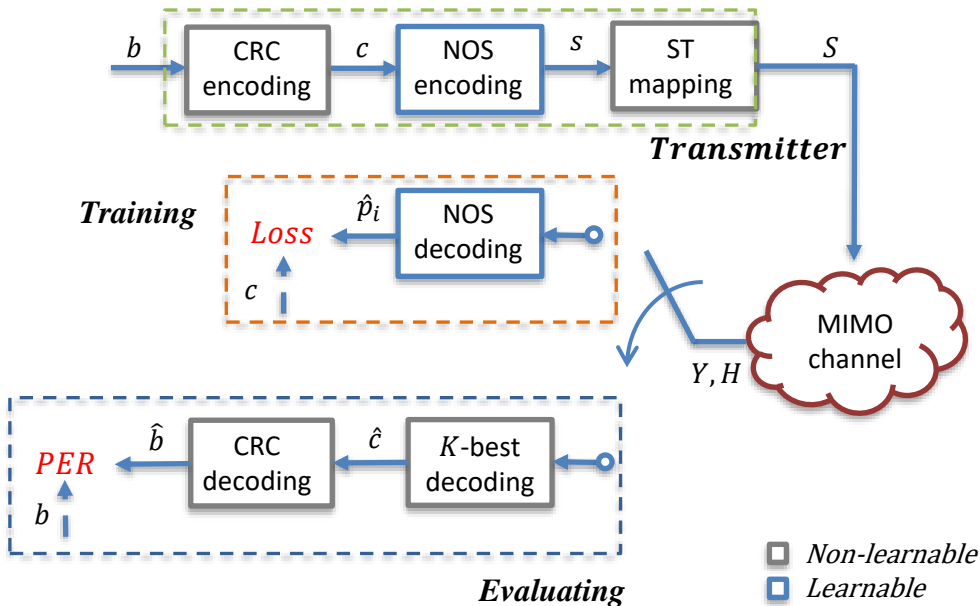 b
CRC
encoding
c
NOS
encoding
s
ST
mapping
S
Transmitter
Training
Loss
p̂ᵢ
NOS
decoding
c
MIMO
channel
Y, H
PER
b̂
CRC
decoding
ĉ
K-best
decoding
b
Evaluating
Non-learnable
Learnable